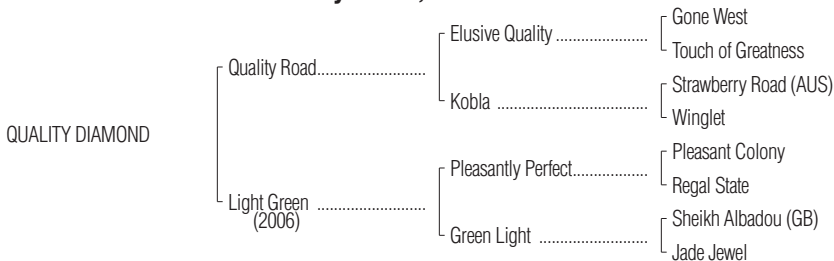 Gone West
Elusive Quality .....................
Touch of Greatness
Quality Road.........................
Strawberry Road (AUS)
Kobla ..................................
Winglet
QUALITY DIAMOND
Pleasant Colony
Pleasantly Perfect.................
Regal State
Light Green .........................
(2006)
Sheikh Albadou (GB)
Green Light .........................
Jade Jewel